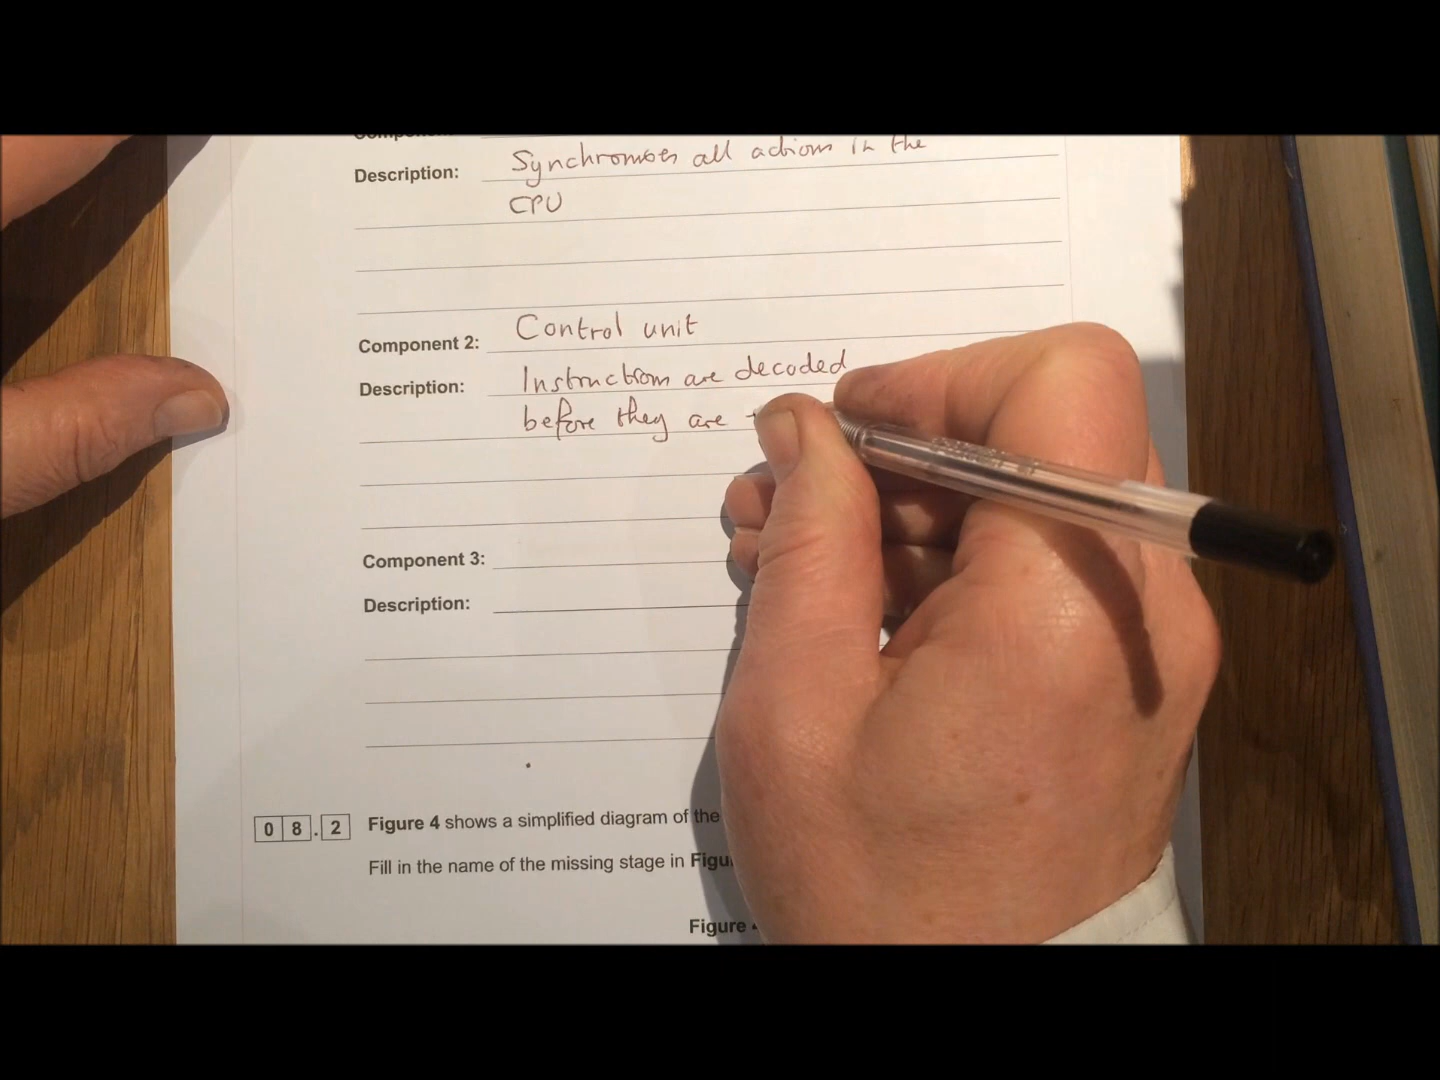 Description: Synchronises all actions in the
CPU
Component 2: Control unit
Description: Instructions are decoded
before they are
Component 3:
Description:
08.2 Figure 4 shows a simplified diagram of the
Fill in the name of the missing stage in
Figure